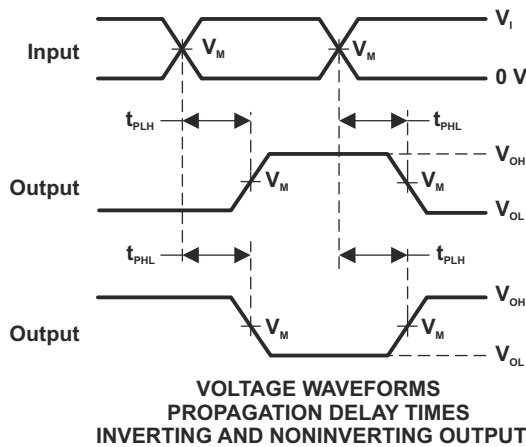 V_I
Input
V_M
V_M
0 V
t_PLH
t_PHL
V_OH
Output
V_M
V_M
V_OL
t_PHL
t_PLH
V_OH
Output
V_M
V_M
V_OL
VOLTAGE WAVEFORMS
PROPAGATION DELAY TIMES
INVERTING AND NONINVERTING OUTPUT